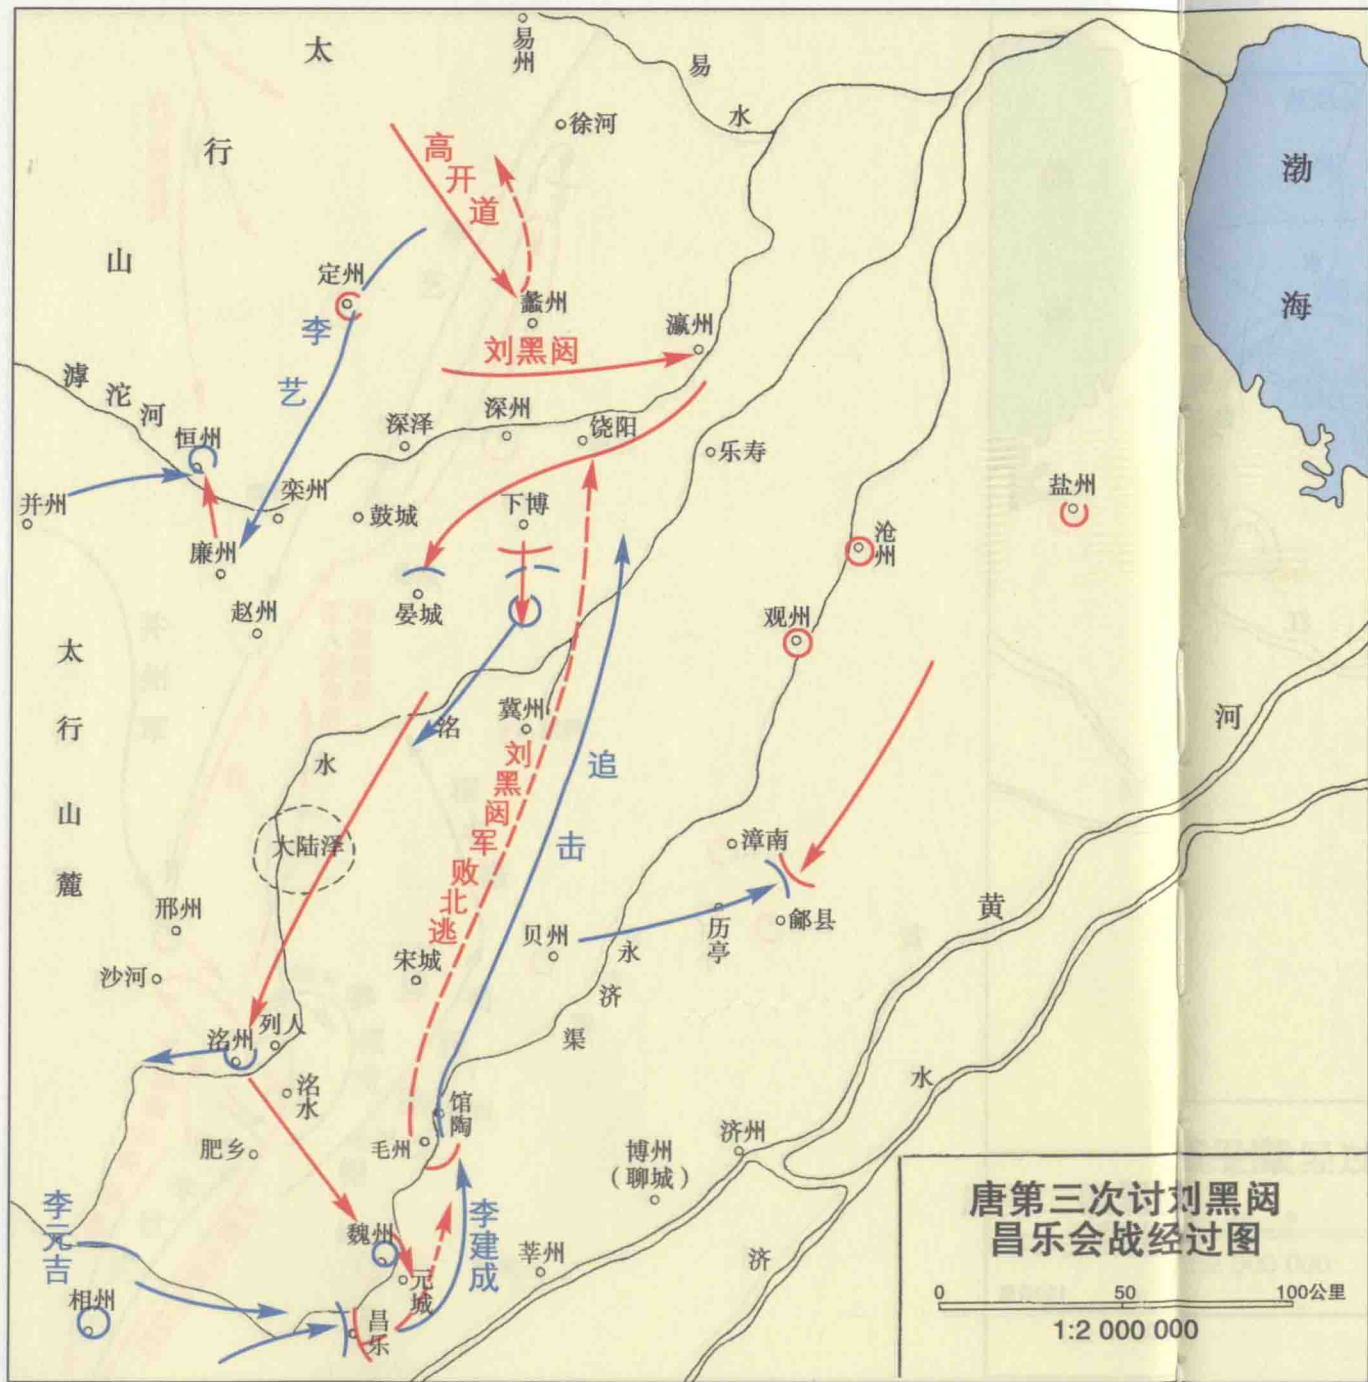 太行山
易州
易水
徐河
高开道
渤海
定州
蠡州
瀛州
刘黑闼
李艺
滹沱河
深泽
深州
饶阳
乐寿
恒州
并州
栾州
鼓城
下博
盐州
沧州
廉州
晏城
赵州
观州
太行山麓
冀州
洺水
刘黑闼军败北逃
追击
河
大陆泽
漳南
邢州
宋城
贝州
历亭
鄃县
黄
沙河
永济渠
洺州
列人
洺水
水
馆陶
肥乡
毛州
博州
(聊城)
济州
李元吉
魏州
李建成
莘州
济
元城
相州
昌乐
唐第三次讨刘黑闼
昌乐会战经过图
0 50 100公里
1:2 000 000